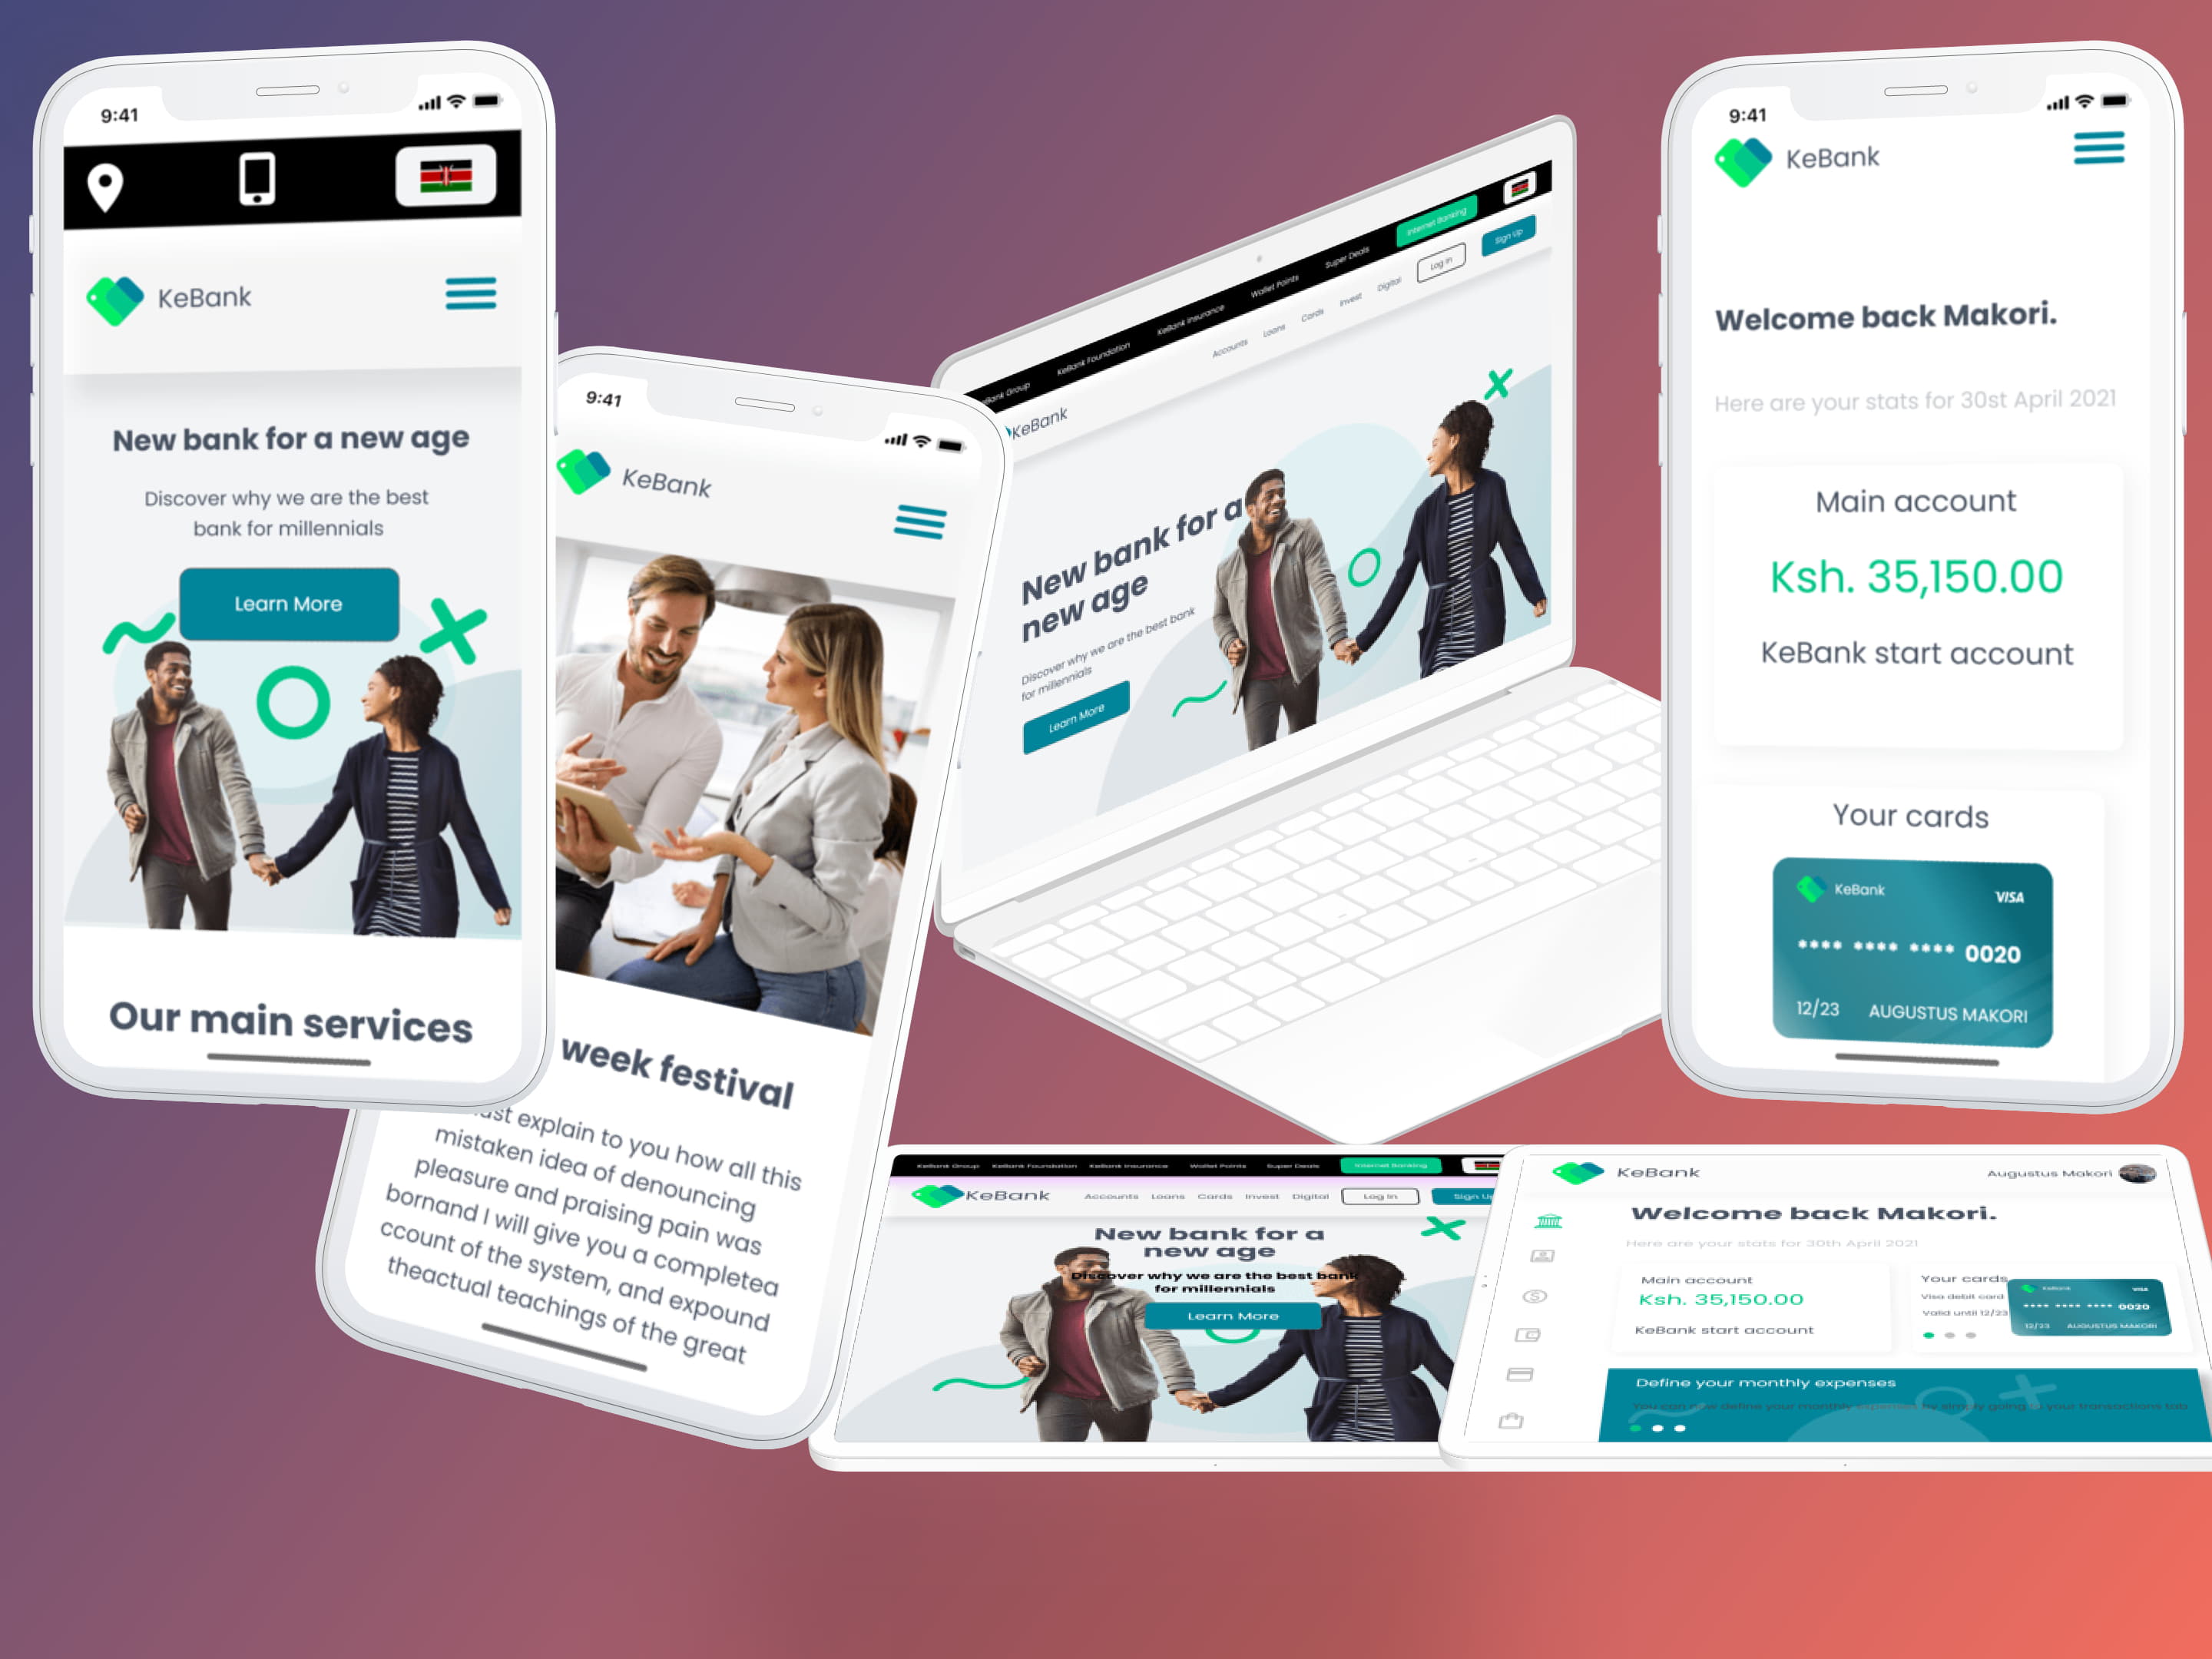 9:41
KeBank
New bank for a new age
Discover why we are the best
bank for millennials
Learn More
Our main services
9:41
KeBank
week festival
ust explain to you how all this
mistaken idea of denouncing
pleasure and praising pain was
bornand I will give you a completea
ccount of the system, and expound
theactual teachings of the great
KeBank Foundation
KeBank Insurance
Wallet Points
Super Deals
Internet Banking
KeBank
Accounts
Loans
Cards
Invest
Digital
Log In
Sign Up
New bank for a
new age
Discover why we are the best bank
for millennials
Learn More
9:41
KeBank
Welcome back Makori.
Here are your stats for 30st April 2021
Main account
Ksh. 35,150.00
KeBank start account
Your cards
KeBank
VISA
**** **** **** 0020
12/23 AUGUSTUS MAKORI
KeBank Group KeBank Foundation KeBank Insurance Wallet Points Super Deals Internet Banking
KeBank Accounts Loans Cards Invest Digital Log In Sign U
New bank for a
new age
Discover why we are the best bank
for millennials
Learn More
KeBank
Augustus Makori
Welcome back Makori.
Here are your stats for 30th April 2021
Main account
Ksh. 35,150.00
KeBank start account
Your cards
Visa debit card
Valid until 12/23
KeBank
VISA
**** **** **** 0020
12/23 AUGUSTUS MAKORI
Define your monthly expenses
You can now define your monthly expenses by simply going to your transactions tab